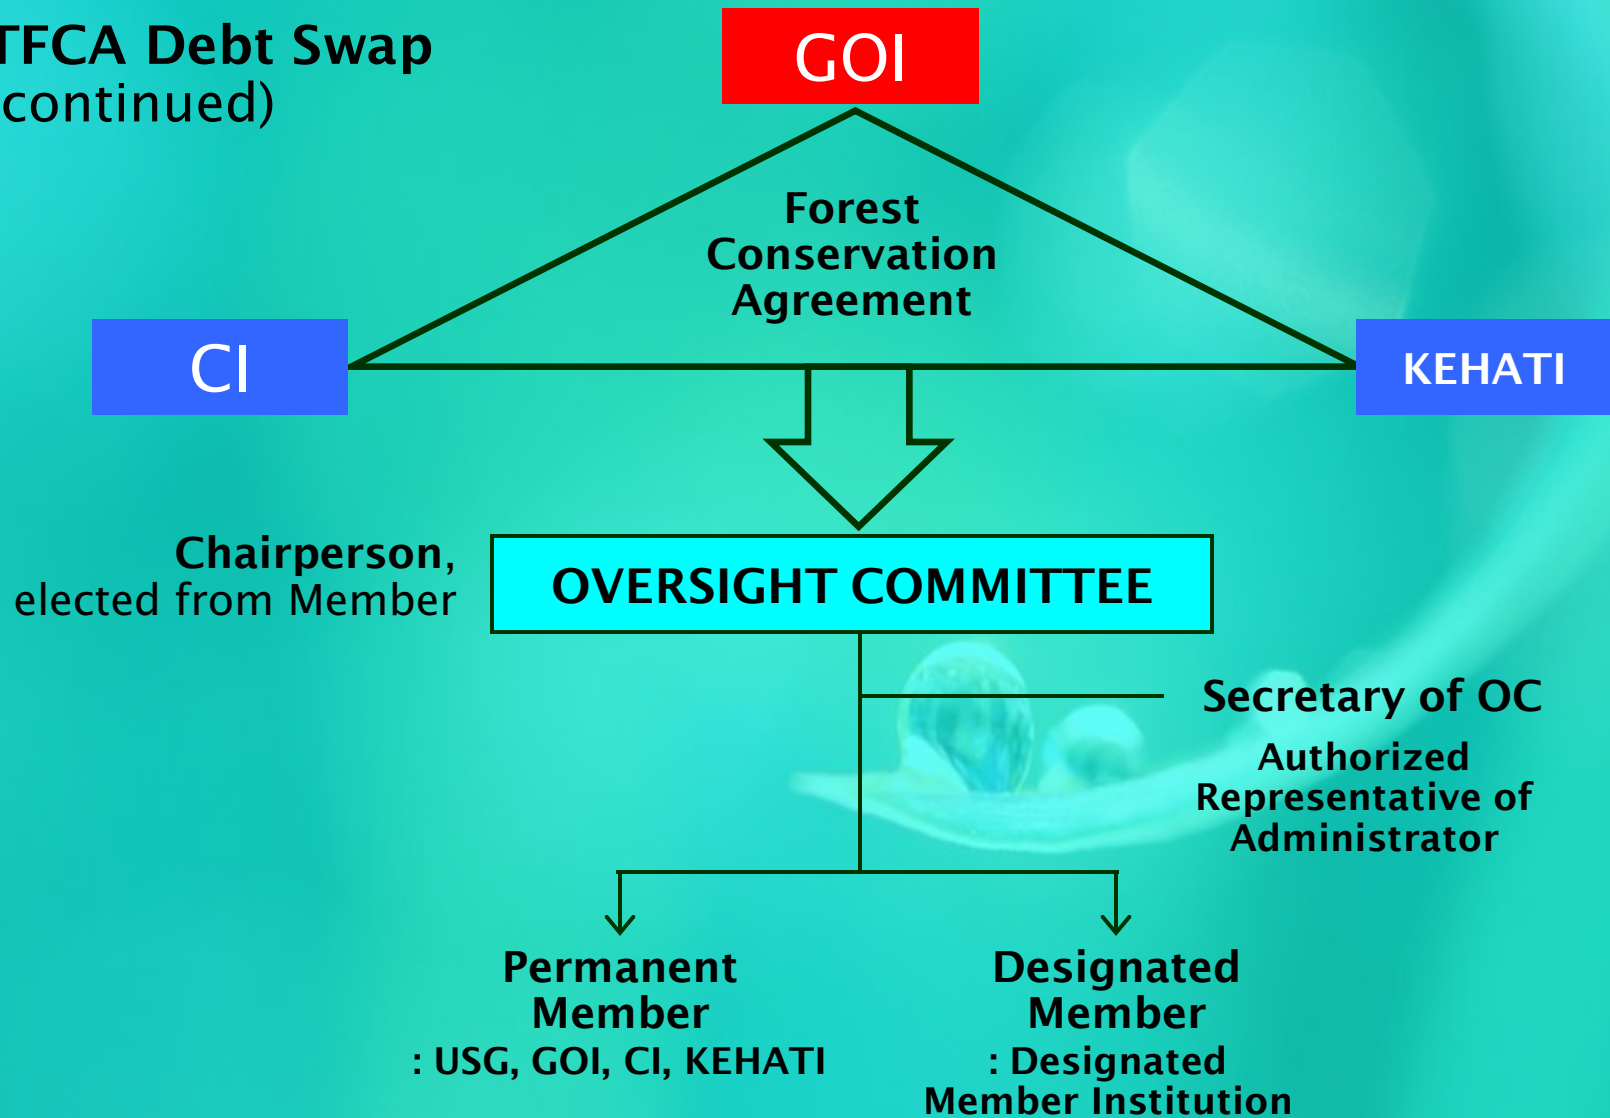 TFCA Debt Swap
continued)
GOI
Forest
Conservation
Agreement
CI
KEHATI
Chairperson,
elected from Member
OVERSIGHT COMMITTEE
Secretary of OC
Authorized
Representative of
Administrator
Permanent
Member
: USG, GOI, CI, KEHATI
Designated
Member
: Designated
Member Institution